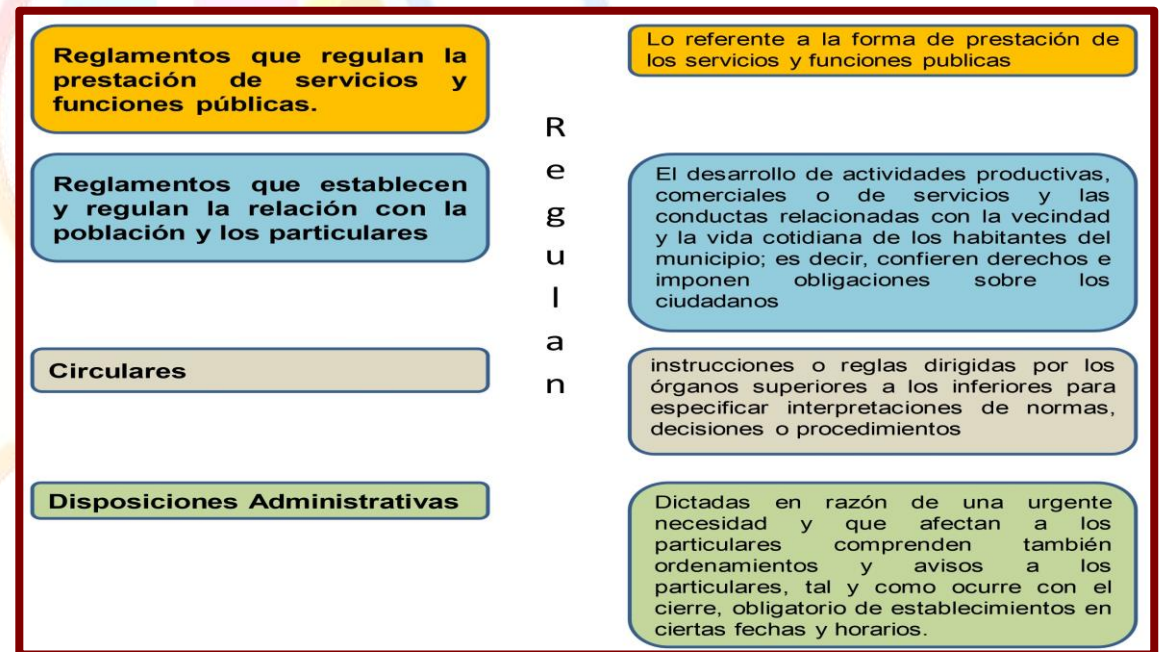 Reglamentos que regulan la
prestación de servicios y
funciones públicas.
Lo referente a la forma de prestación de
los servicios y funciones publicas
Regulan
Reglamentos que establecen
y regulan la relación con la
población y los particulares
El desarrollo de actividades productivas,
comerciales o de servicios y las
conductas relacionadas con la vecindad
y la vida cotidiana de los habitantes del
municipio; es decir, confieren derechos e
imponen obligaciones sobre los
ciudadanos
Circulares
instrucciones o reglas dirigidas por los
órganos superiores a los inferiores para
especificar interpretaciones de normas,
decisiones o procedimientos
Disposiciones Administrativas
Dictadas en razón de una urgente
necesidad y que afectan a los
particulares comprenden también
ordenamientos y avisos a los
particulares, tal y como ocurre con el
cierre, obligatorio de establecimientos en
ciertas fechas y horarios.